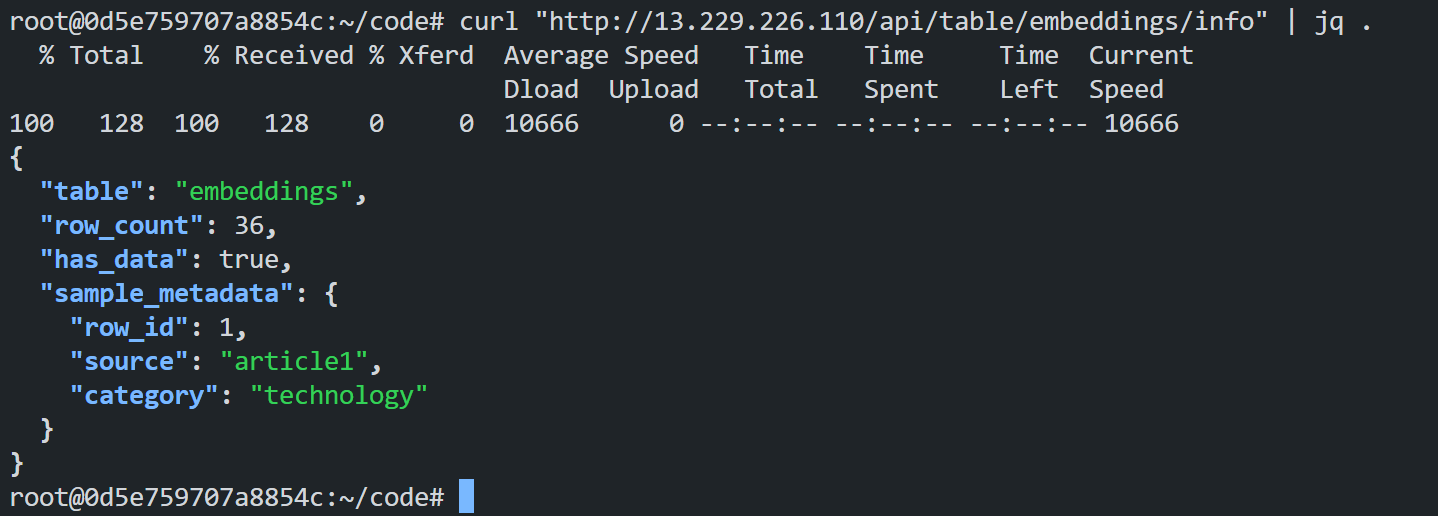 root@0d5e759707a8854c:~/code# curl "http://13.229.226.110/api/table/embeddings/info" | jq .
  % Total    % Received % Xferd  Average Speed   Time    Time     Time  Current
                                 Dload  Upload   Total   Spent    Left  Speed
100   128  100   128    0     0  10666      0 --:--:-- --:--:-- --:--:-- 10666
{
  "table": "embeddings",
  "row_count": 36,
  "has_data": true,
  "sample_metadata": {
    "row_id": 1,
    "source": "article1",
    "category": "technology"
  }
}
root@0d5e759707a8854c:~/code#